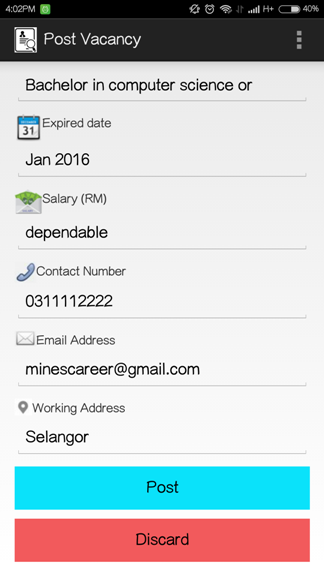 4:02PM H+ 40%
Post Vacancy
Bachelor in computer science or
31
Expired date
Jan 2016
Salary (RM)
dependable
Contact Number
0311112222
Email Address
minescareer@gmail.com
Working Address
Selangor
Post
Discard